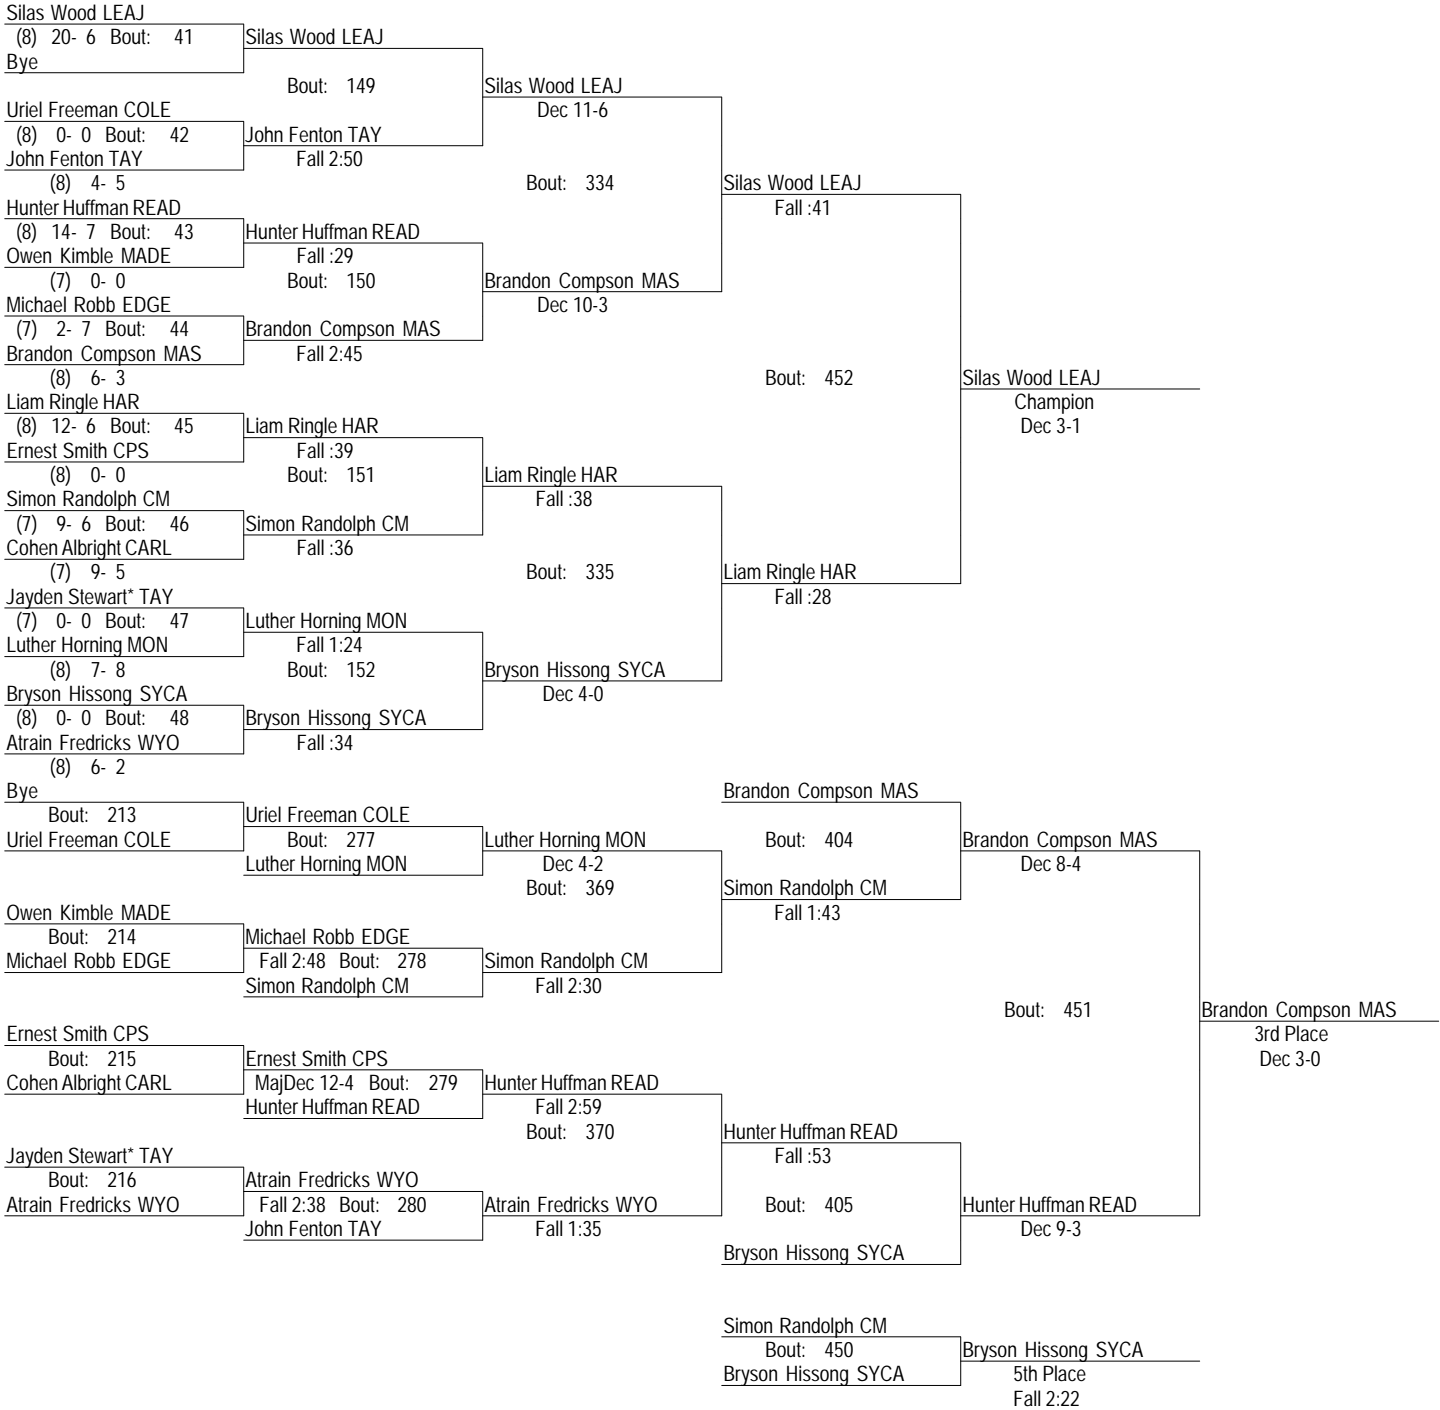 Silas Wood LEAJ
(8) 20- 6 Bout: 41 Silas Wood LEAJ
Bye
Bout: 149 Silas Wood LEAJ
Uriel Freeman COLE Dec 11-6
(8) 0- 0 Bout: 42 John Fenton TAY
John Fenton TAY Fall 2:50
(8) 4- 5 Bout: 334 Silas Wood LEAJ
Hunter Huffman READ Fall :41
(8) 14- 7 Bout: 43 Hunter Huffman READ
Owen Kimble MADE Fall :29
(7) 0- 0 Bout: 150 Brandon Compson MAS
Michael Robb EDGE Dec 10-3
(7) 2- 7 Bout: 44 Brandon Compson MAS
Brandon Compson MAS Fall 2:45
(8) 6- 3 Bout: 452 Silas Wood LEAJ
Liam Ringle HAR Champion
(8) 12- 6 Bout: 45 Liam Ringle HAR Dec 3-1
Ernest Smith CPS Fall :39
(8) 0- 0 Bout: 151 Liam Ringle HAR
Simon Randolph CM Fall :38
(7) 9- 6 Bout: 46 Simon Randolph CM
Cohen Albright CARL Fall :36
(7) 9- 5 Bout: 335 Liam Ringle HAR
Jayden Stewart* TAY Fall :28
(7) 0- 0 Bout: 47 Luther Horning MON
Luther Horning MON Fall 1:24
(8) 7- 8 Bout: 152 Bryson Hissong SYCA
Bryson Hissong SYCA Dec 4-0
(8) 0- 0 Bout: 48 Bryson Hissong SYCA
Atrain Fredricks WYO Fall :34
(8) 6- 2
Bye Brandon Compson MAS
Bout: 213 Uriel Freeman COLE
Uriel Freeman COLE Bout: 277 Luther Horning MON Bout: 404 Brandon Compson MAS
Luther Horning MON Dec 4-2 Dec 8-4
Bout: 369 Simon Randolph CM
Owen Kimble MADE Fall 1:43
Bout: 214 Michael Robb EDGE
Michael Robb EDGE Fall 2:48 Bout: 278 Simon Randolph CM
Simon Randolph CM Fall 2:30
Bout: 451 Brandon Compson MAS
Ernest Smith CPS 3rd Place
Bout: 215 Ernest Smith CPS Dec 3-0
Cohen Albright CARL MajDec 12-4 Bout: 279 Hunter Huffman READ
Hunter Huffman READ Fall 2:59
Bout: 370 Hunter Huffman READ
Jayden Stewart* TAY Fall :53
Bout: 216 Atrain Fredricks WYO
Atrain Fredricks WYO Fall 2:38 Bout: 280 Atrain Fredricks WYO Bout: 405 Hunter Huffman READ
John Fenton TAY Fall 1:35 Dec 9-3
Bryson Hissong SYCA
Simon Randolph CM
Bout: 450 Bryson Hissong SYCA
Bryson Hissong SYCA 5th Place
Fall 2:22